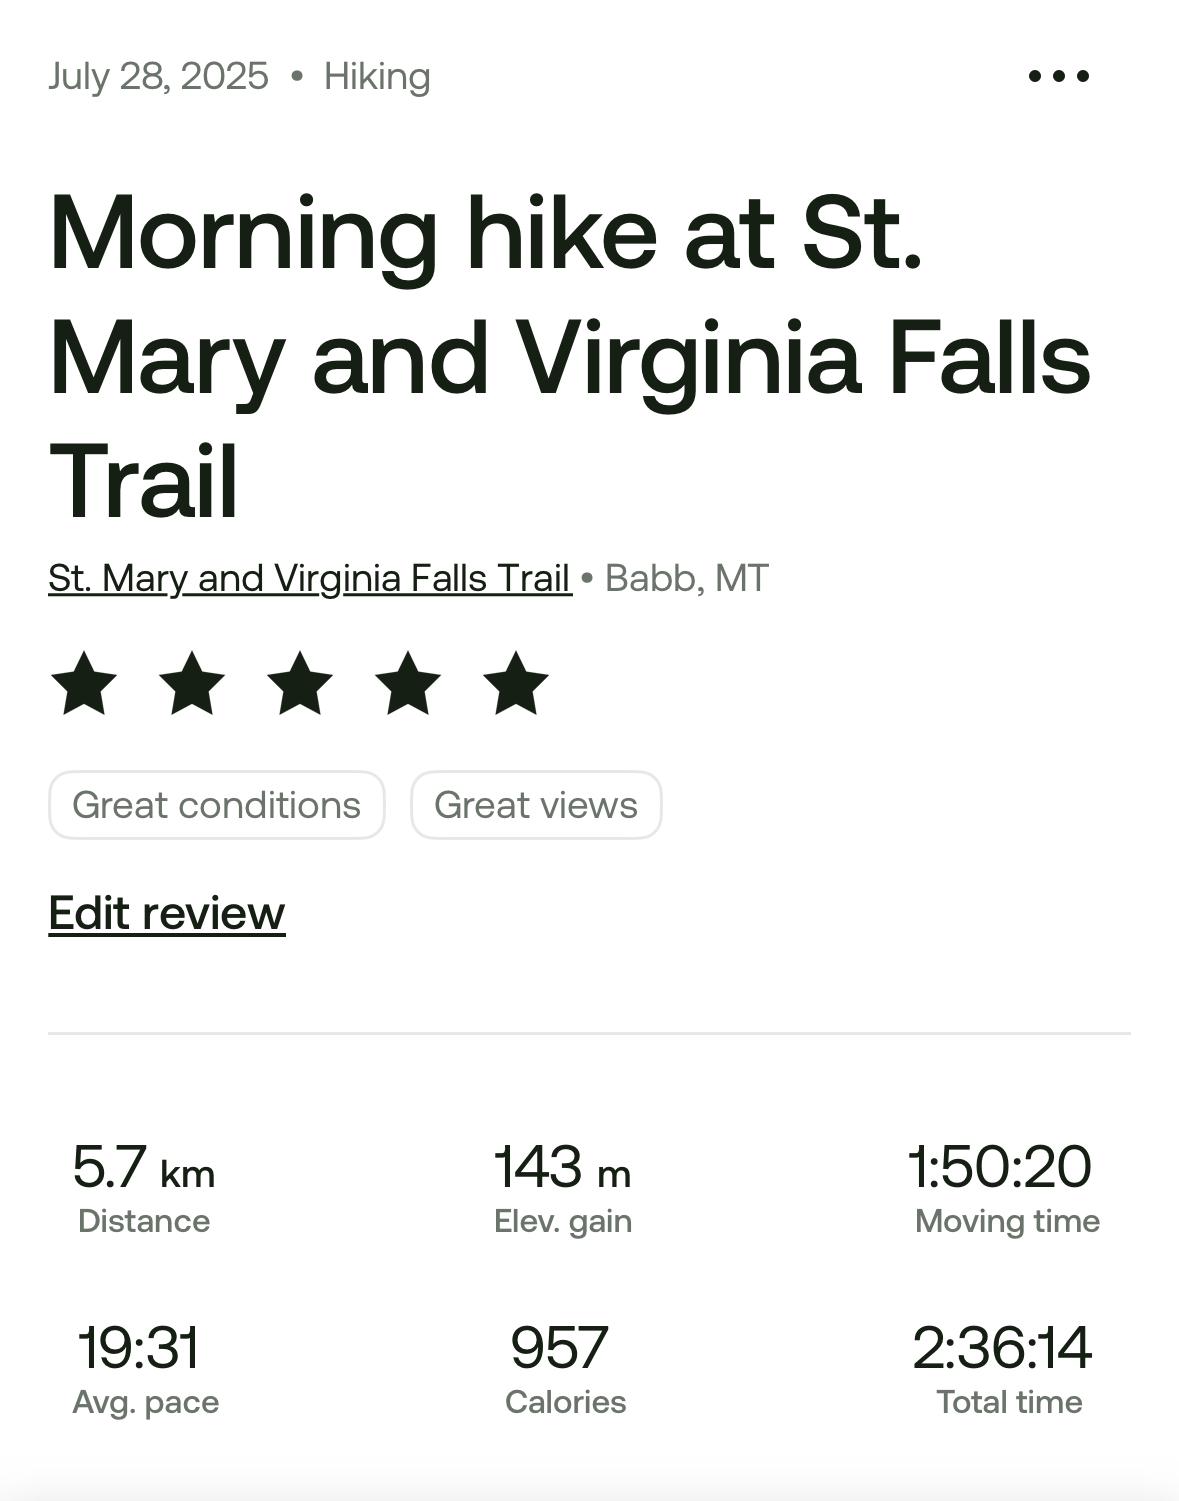 July 28, 2025 • Hiking
Morning hike at St.
Mary and Virginia Falls
Trail
St. Mary and Virginia Falls Trail • Babb, MT
Great conditions Great views
Edit review
5.7 km 143 m 1:50:20
Distance Elev. gain Moving time
19:31 957 2:36:14
Avg. pace Calories Total time